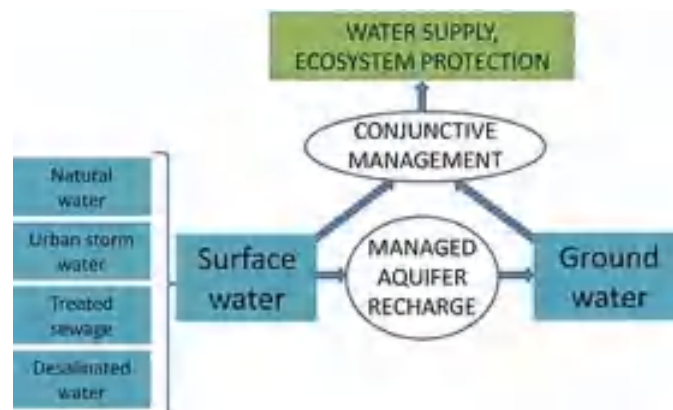 WATER SUPPLY,
ECOSYSTEM PROTECTION
CONJUNCTIVE
MANAGEMENT
Natural
water
Urban storm
water
Treated
sewage
Desalinated
water
Surface
water
MANAGED
AQUIFER
RECHARGE
Ground
water